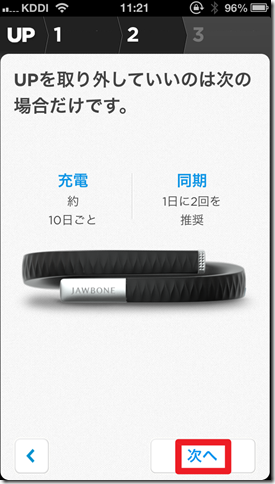 KDDI 11:21 96%
UP 1 2 3
UPを取り外していいのは次の
場合だけです。
充電 同期
約 1日に2回を
10日ごと 推奨
JAWBONE
次へ